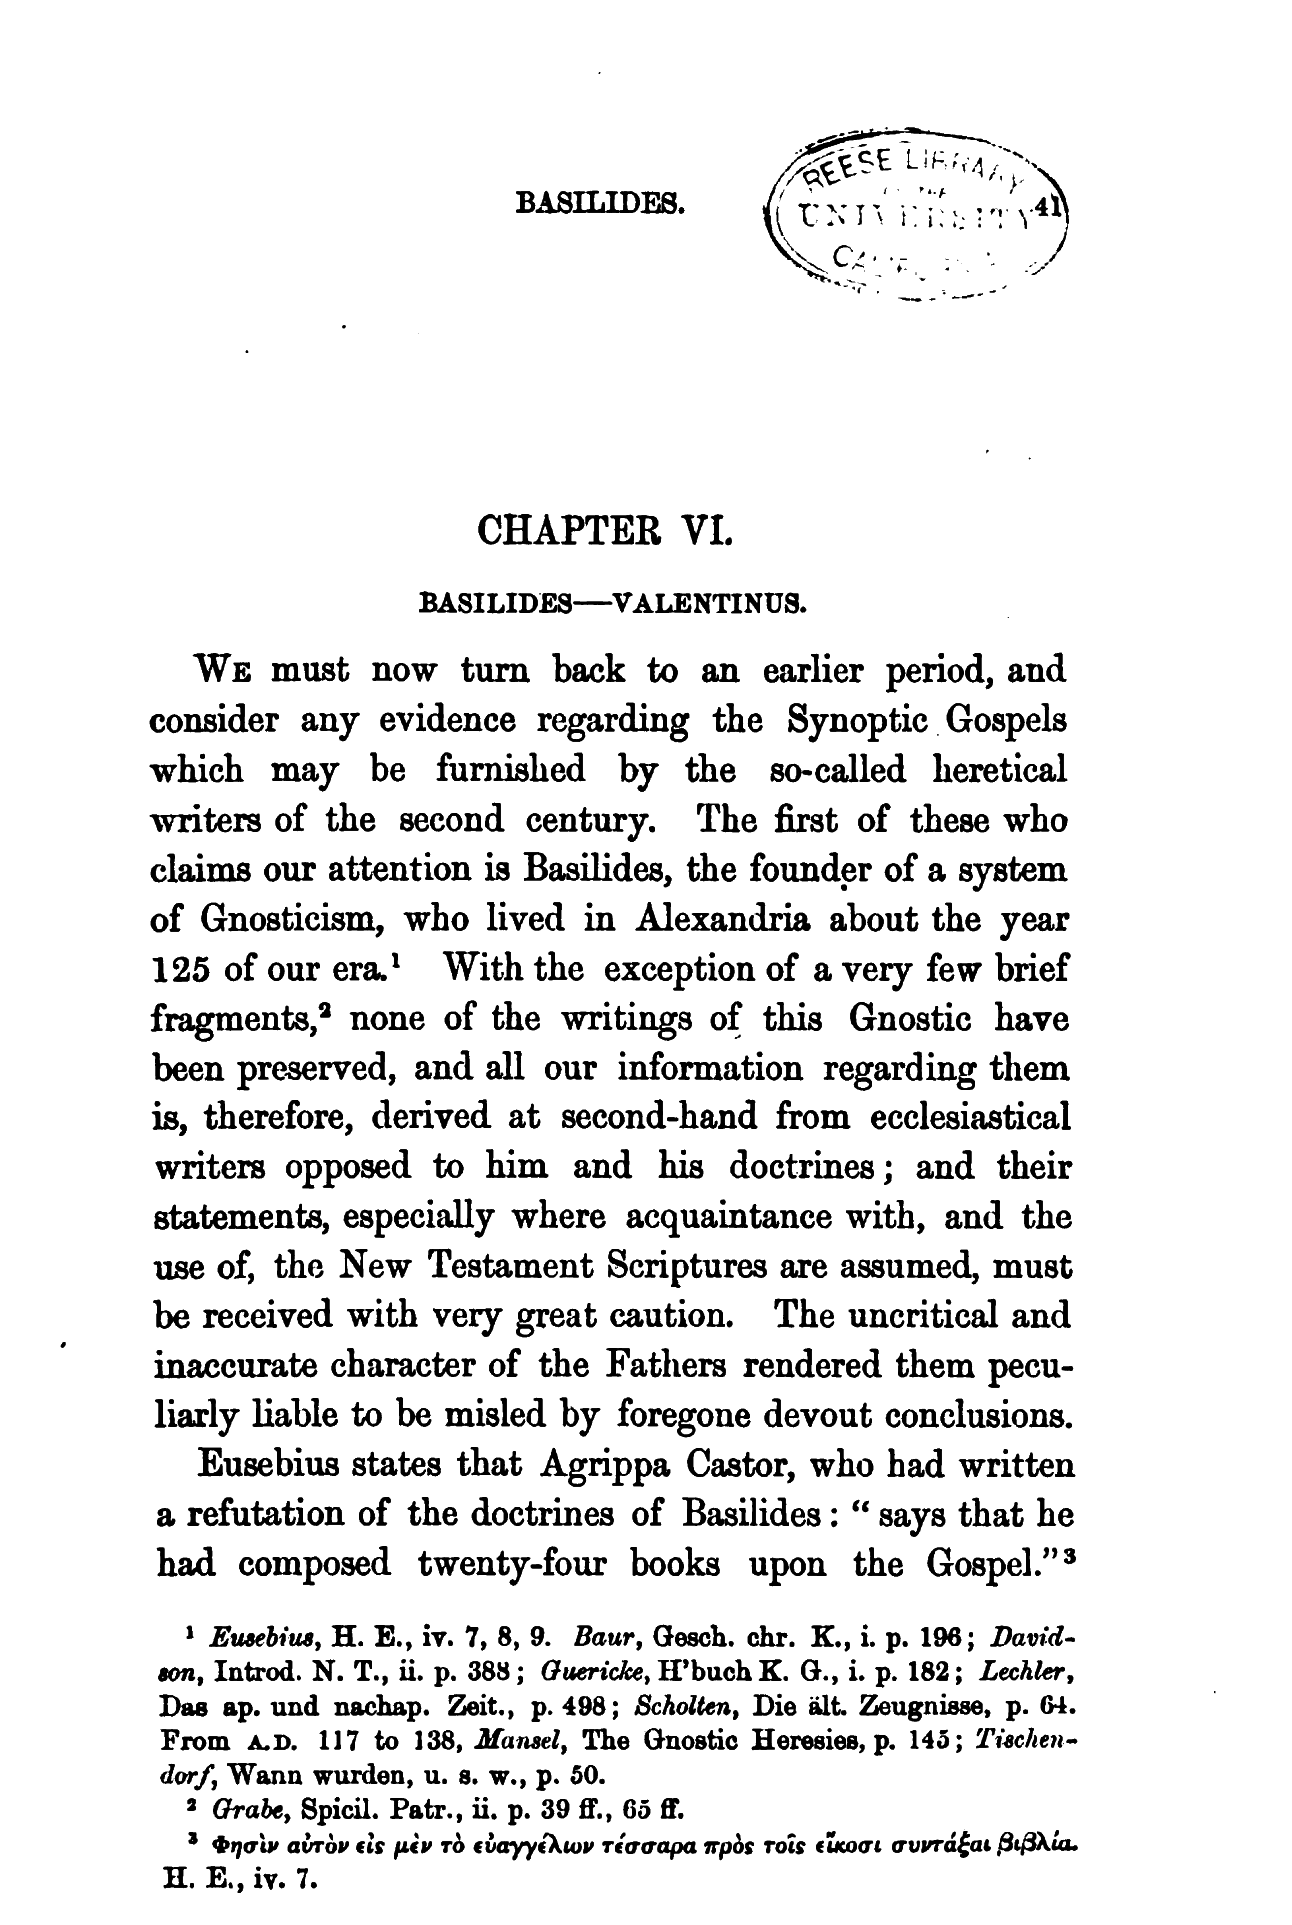 REESE LIBRARY
OF THE
UNIVERSITY
BASILIDES. 41
CHAPTER VI.
BASILIDES—VALENTINUS.
WE must now turn back to an earlier period, and
consider any evidence regarding the Synoptic Gospels
which may be furnished by the so-called heretical
writers of the second century. The first of these who
claims our attention is Basilides, the founder of a system
of Gnosticism, who lived in Alexandria about the year
125 of our era.¹ With the exception of a very few brief
fragments,² none of the writings of this Gnostic have
been preserved, and all our information regarding them
is, therefore, derived at second-hand from ecclesiastical
writers opposed to him and his doctrines; and their
statements, especially where acquaintance with, and the
use of, the New Testament Scriptures are assumed, must
be received with very great caution. The uncritical and
inaccurate character of the Fathers rendered them pecu-
liarly liable to be misled by foregone devout conclusions.
Eusebius states that Agrippa Castor, who had written
a refutation of the doctrines of Basilides: “says that he
had composed twenty-four books upon the Gospel.”³
¹ Eusebius, H. E., iv. 7, 8, 9. Baur, Gesch. chr. K., i. p. 196; David-
son, Introd. N. T., ii. p. 388; Guericke, H’buch K. G., i. p. 182; Lechler,
Das ap. und nachap. Zeit., p. 498; Scholten, Die ält. Zeugnisse, p. 64.
From A.D. 117 to 138, Mansel, The Gnostic Heresies, p. 145; Tischen-
dorf, Wann wurden, u. s. w., p. 50.
² Grabe, Spicil. Patr., ii. p. 39 ff., 65 ff.
³ Φησὶν αὐτὸν εἰς μὲν τὸ εὐαγγέλιον τέσσαρα πρὸς τοῖς εἴκοσι συντάξαι βιβλία.
H. E., iv. 7.